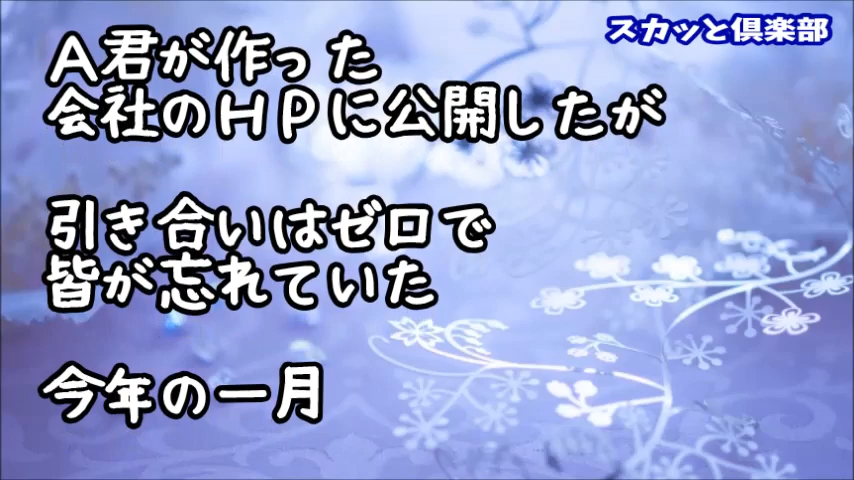 スカッと倶楽部
Ａ君が作った
会社のＨＰに公開したが
引き合いはゼロで
皆が忘れていた
今年の一月